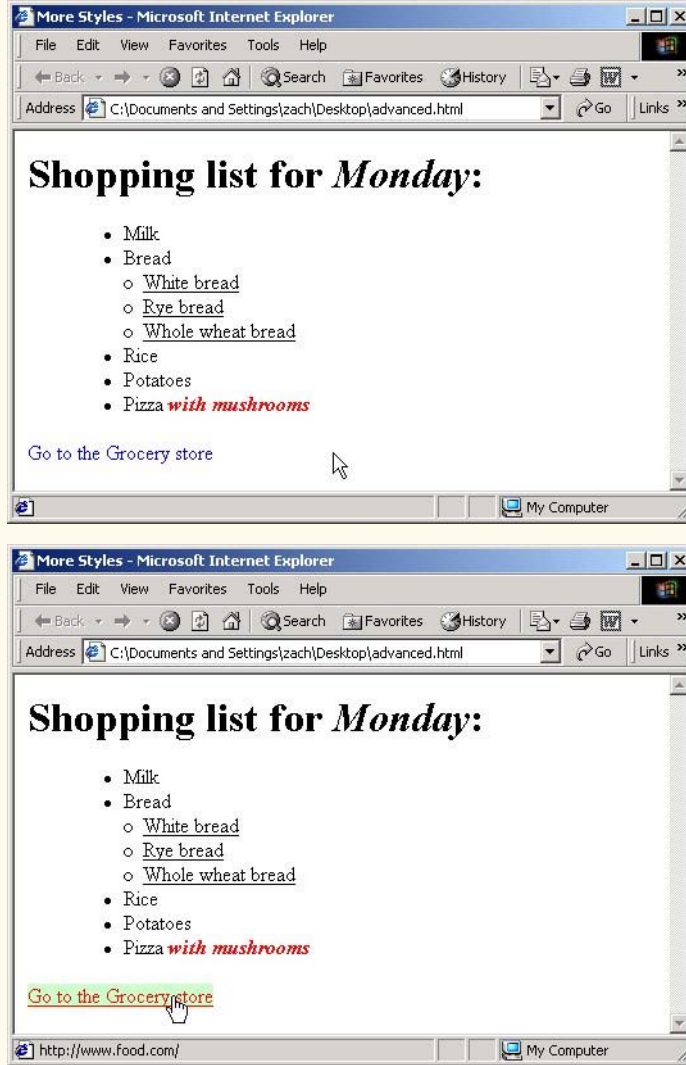 More Styles - Microsoft Internet Explorer
File Edit View Favorites Tools Help
Back Search Favorites History W »
Address C:\Documents and Settings\zach\Desktop\advanced.html Go Links »
Shopping list for Monday:
Milk
Bread
White bread
Rye bread
Whole wheat bread
Rice
Potatoes
Pizza with mushrooms
Go to the Grocery store
My Computer
More Styles - Microsoft Internet Explorer
File Edit View Favorites Tools Help
Back Search Favorites History W »
Address C:\Documents and Settings\zach\Desktop\advanced.html Go Links »
Shopping list for Monday:
Milk
Bread
White bread
Rye bread
Whole wheat bread
Rice
Potatoes
Pizza with mushrooms
Go to the Grocery store
http://www.food.com/ My Computer